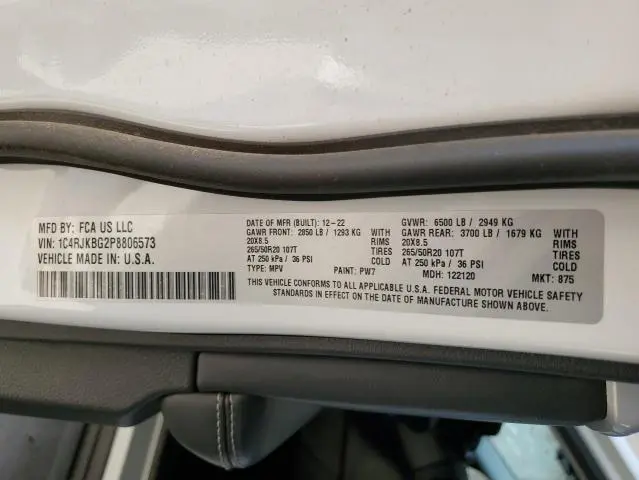 MFD BY: FCA US LLC
VIN: 1C4RJKBG2P8806573
VEHICLE MADE IN U.S.A.
DATE OF MFR (BUILT): 12-22
GAWR FRONT: 2850 LB / 1293 KG WITH
20X8.5 RIMS
265/50R20 107T TIRES
AT 250 kPa / 36 PSI COLD
TYPE: MPV PAINT: PW7
GVWR: 6500 LB / 2949 KG
GAWR REAR: 3700 LB / 1679 KG WITH
20X8.5 RIMS
265/50R20 107T TIRES
AT 250 kPa / 36 PSI COLD
MDH: 122120 MKT: 875
THIS VEHICLE CONFORMS TO ALL APPLICABLE U.S.A. FEDERAL MOTOR VEHICLE SAFETY
STANDARDS IN EFFECT ON THE DATE OF MANUFACTURE SHOWN ABOVE.